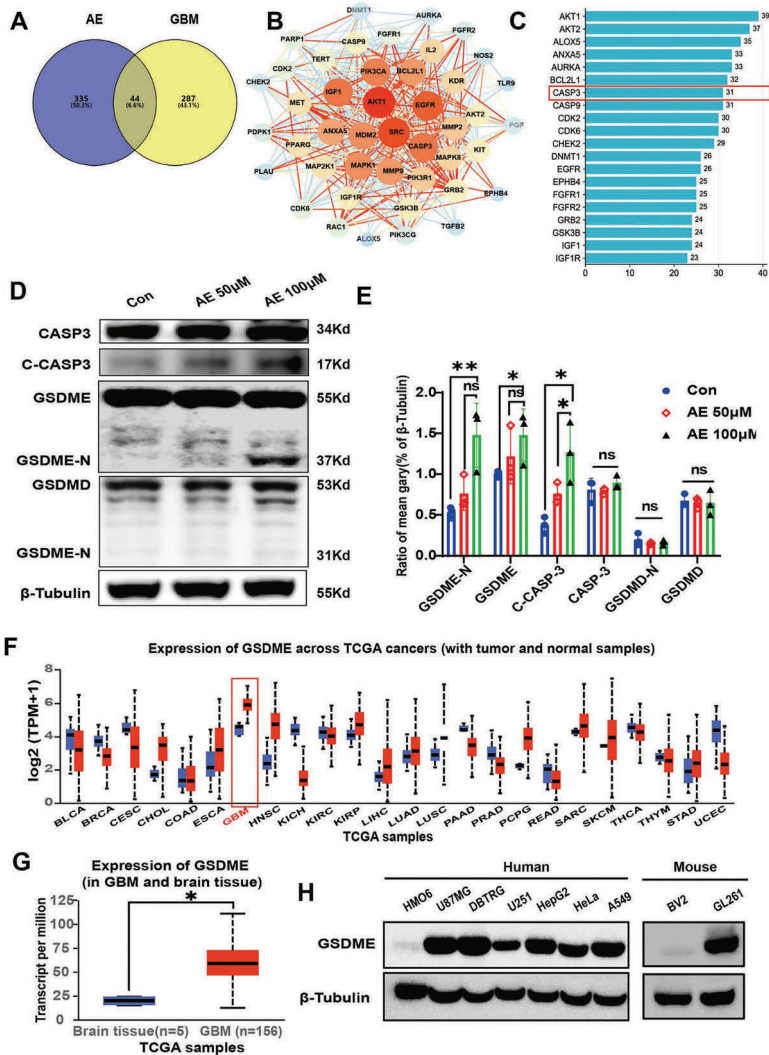 A
AE
GBM
335
(50.3%)
44
(6.6%)
287
(43.1%)
B
DNMT1
AURKA
PARP1
CASP9
FGFR1
FGFR2
TERT
IL2
NOS2
CDK2
PIK3CA
BCL2L1
CHEK2
KDR
TLR9
IGF1
AKT1
EGFR
MET
AKT2
PGF
PDPK1
ANXA5
MDM2
SRC
MMP2
PPARG
CASP3
KIT
PLAU
MAP2K1
MAPK1
MMP9
PIK3R1
MAPK8
GRB2
EPHB4
CDK6
IGF1R
GSK3B
RAC1
ALOX5
PIK3CG
TGFB2
C
AKT1 39
AKT2 37
ALOX5 35
ANXA5 33
AURKA 33
BCL2L1 32
CASP3 31
CASP9 31
CDK2 30
CDK6 30
CHEK2 29
DNMT1 26
EGFR 26
EPHB4 25
FGFR1 25
FGFR2 25
GRB2 24
GSK3B 24
IGF1 24
IGF1R 23
0 10 20 30 40
D
Con AE 50μM AE 100μM
CASP3 34Kd
C-CASP3 17Kd
GSDME 55Kd
GSDME-N 37Kd
GSDMD 53Kd
GSDME-N 31Kd
β-Tubulin 55Kd
E
Ratio of mean gary(% of β-Tubulin)
2.0
1.5
1.0
0.5
0.0
** ns
* ns
* *
ns
ns
ns
Con
AE 50μM
AE 100μM
GSDME-N GSDME C-CASP-3 CASP-3 GSDMD-N GSDMD
F
Expression of GSDME across TCGA cancers (with tumor and normal samples)
log2 (TPM+1)
8
6
4
2
0
BLCA BRCA CESC CHOL COAD ESCA GBM HNSC KICH KIRC KIRP LIHC LUAD LUSC PAAD PRAD PCPG READ SARC SKCM THCA THYM STAD UCEC
TCGA samples
G
Expression of GSDME
(in GBM and brain tissue)
Transcript per million
125
100
75
50
25
0
*
Brain tissue(n=5) GBM (n=156)
TCGA samples
H
Human Mouse
HMO6 U87MG DBTRG U251 HepG2 HeLa A549 BV2 GL261
GSDME
β-Tubulin